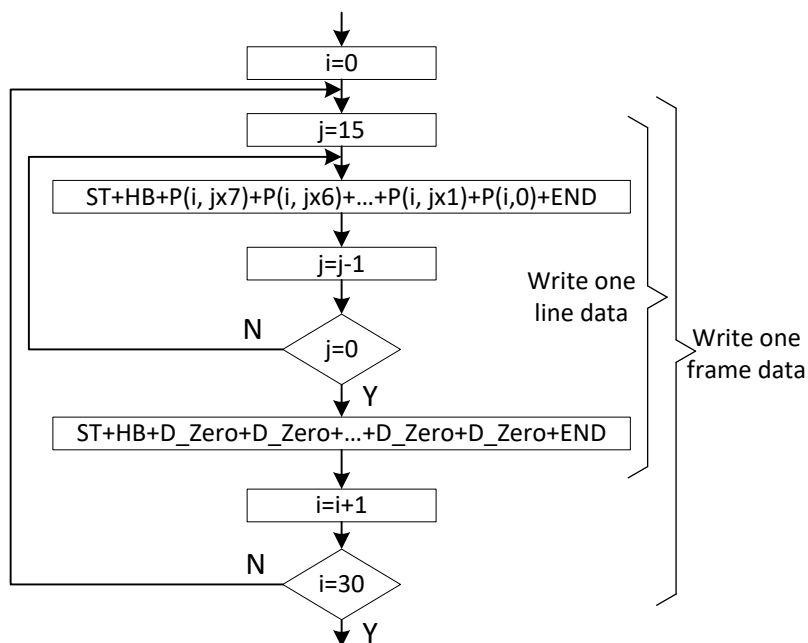 i=0
j=15
ST+HB+P(i, jx7)+P(i, jx6)+...+P(i, jx1)+P(i,0)+END
j=j-1
N
j=0
Y
ST+HB+D_Zero+D_Zero+...+D_Zero+D_Zero+END
i=i+1
N
i=30
Y
Write one
line data
Write one
frame data